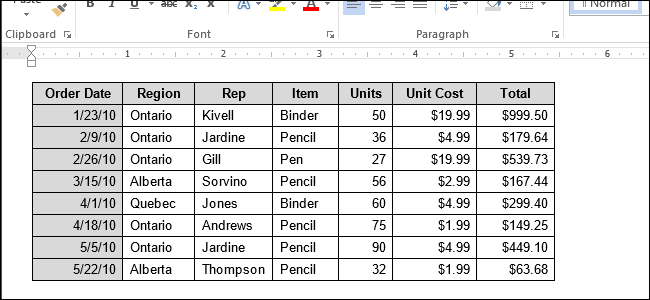 B I U abc x₂ x²
Normal
Clipboard Font Paragraph
1 2 3 4 5 6
Order Date Region Rep Item Units Unit Cost Total
1/23/10 Ontario Kivell Binder 50 $19.99 $999.50
2/9/10 Ontario Jardine Pencil 36 $4.99 $179.64
2/26/10 Ontario Gill Pen 27 $19.99 $539.73
3/15/10 Alberta Sorvino Pencil 56 $2.99 $167.44
4/1/10 Quebec Jones Binder 60 $4.99 $299.40
4/18/10 Ontario Andrews Pencil 75 $1.99 $149.25
5/5/10 Ontario Jardine Pencil 90 $4.99 $449.10
5/22/10 Alberta Thompson Pencil 32 $1.99 $63.68